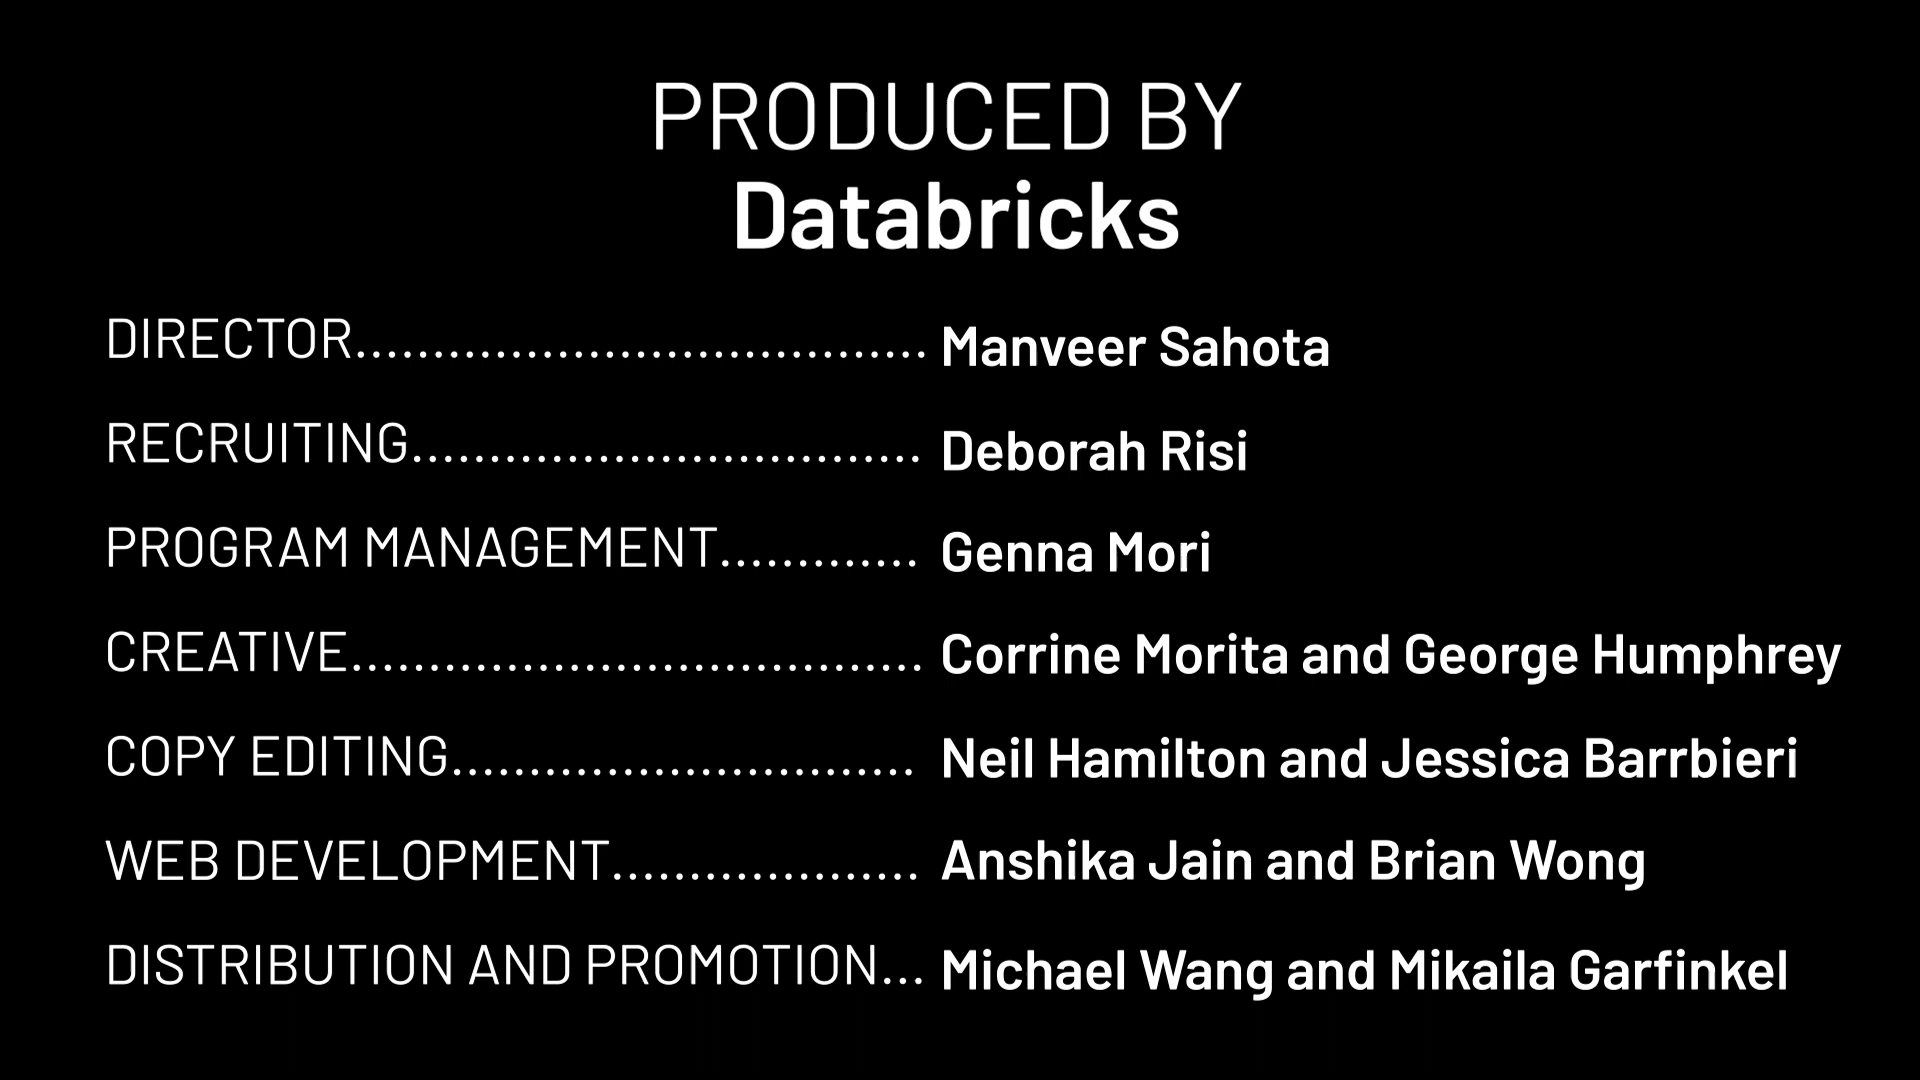 PRODUCED BY
Databricks
DIRECTOR..................................... Manveer Sahota
RECRUITING................................. Deborah Risi
PROGRAM MANAGEMENT............. Genna Mori
CREATIVE..................................... Corrine Morita and George Humphrey
COPY EDITING.............................. Neil Hamilton and Jessica Barrbieri
WEB DEVELOPMENT.................... Anshika Jain and Brian Wong
DISTRIBUTION AND PROMOTION... Michael Wang and Mikaila Garfinkel